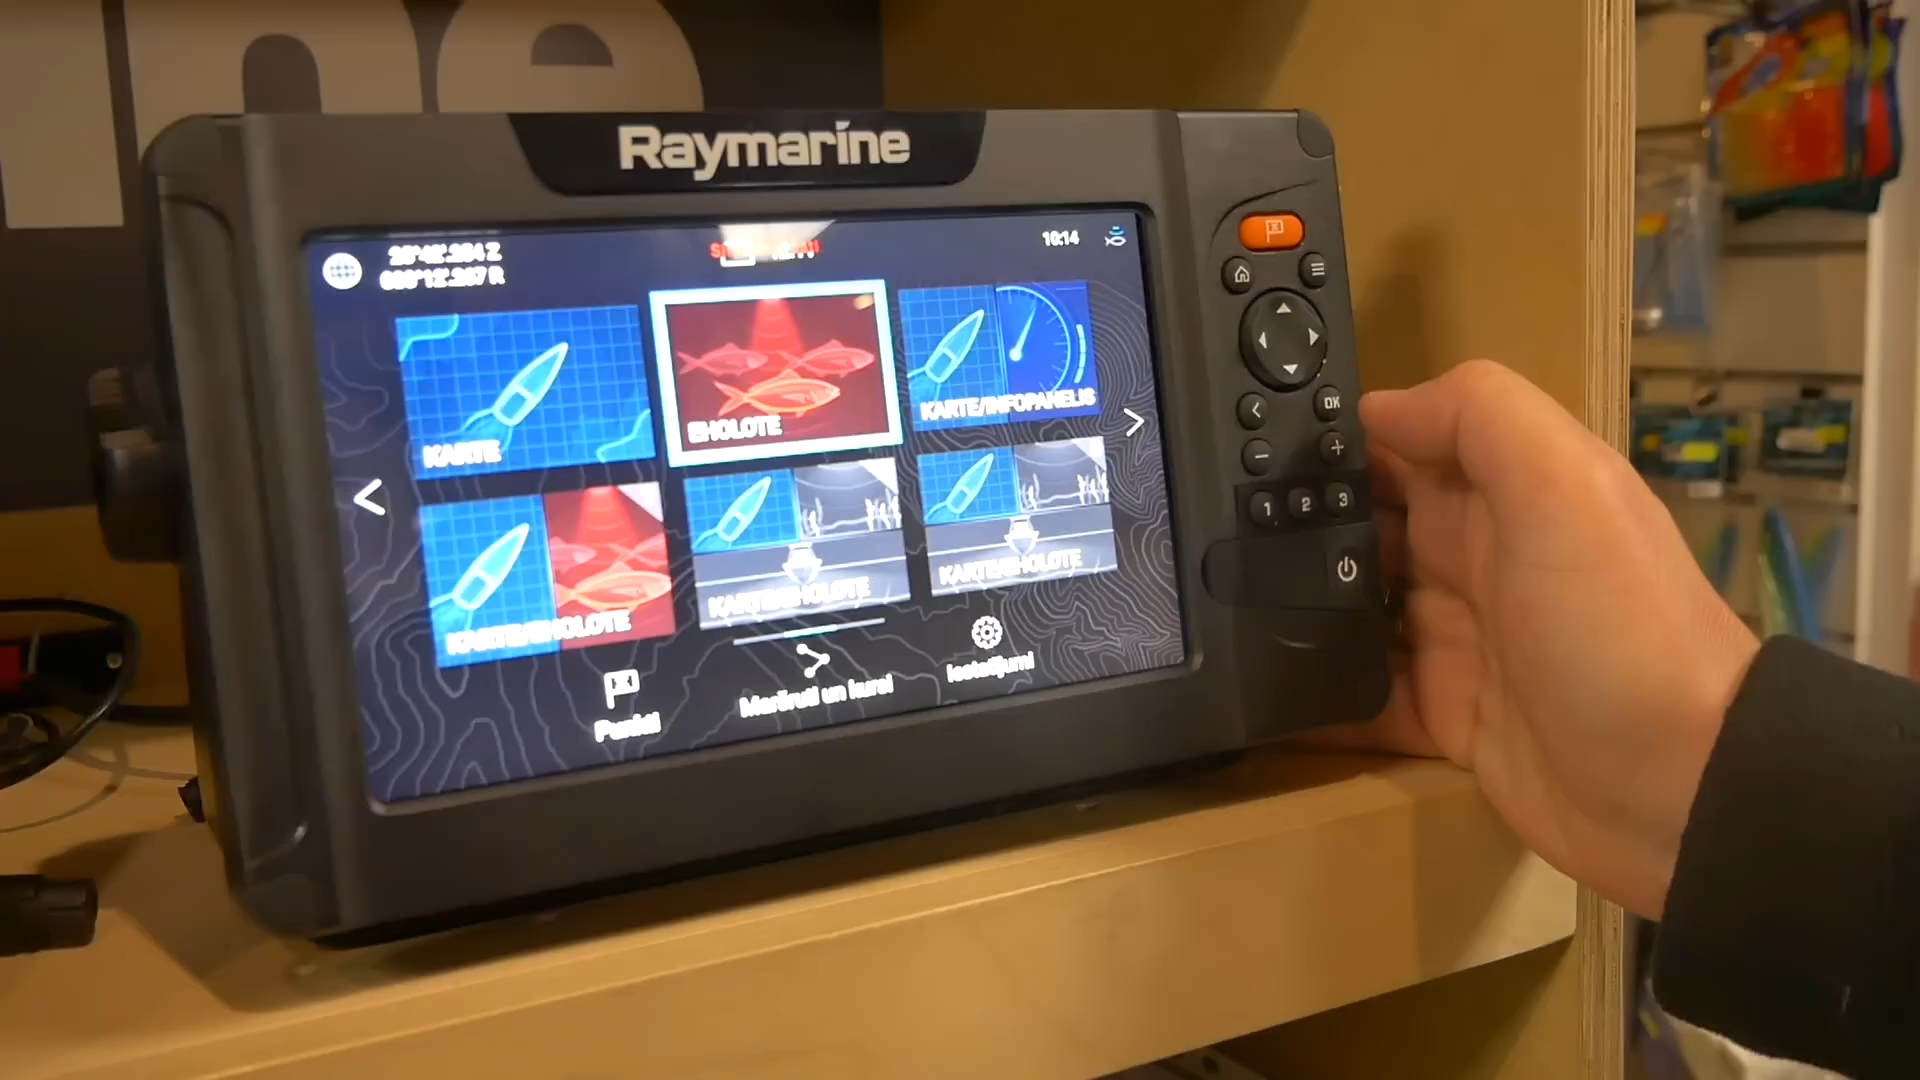 ne
Raymarine
10:14
KARTE
EHOLOTE
KARTE/INFOPANELIS
KARTE/EHOLOTE
KARTE/EHOLOTE
KARTE/EHOLOTE
Punkti
Maršruti un kursi
Iestatījumi
OK
1 2 3